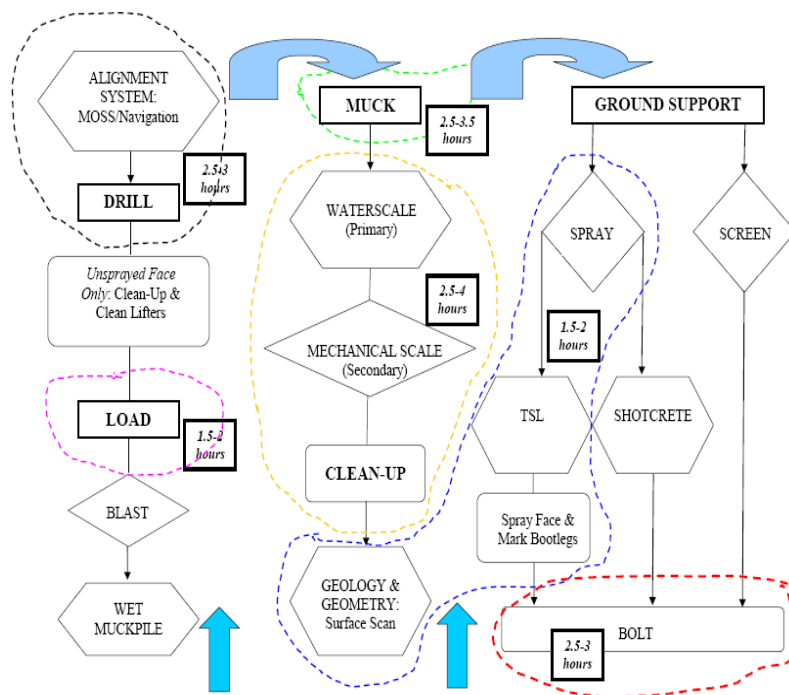 ALIGNMENT
SYSTEM:
MOSS/Navigation
2.5-3
hours
DRILL
Unsprayed Face
Only: Clean-Up &
Clean Lifters
LOAD
1.5-2
hours
BLAST
WET
MUCKPILE
MUCK
2.5-3.5
hours
WATERSCALE
(Primary)
2.5-4
hours
MECHANICAL SCALE
(Secondary)
CLEAN-UP
GEOLOGY &
GEOMETRY:
Surface Scan
GROUND SUPPORT
SPRAY
SCREEN
1.5-2
hours
TSL
SHOTCRETE
Spray Face &
Mark Bootlegs
BOLT
2.5-3
hours